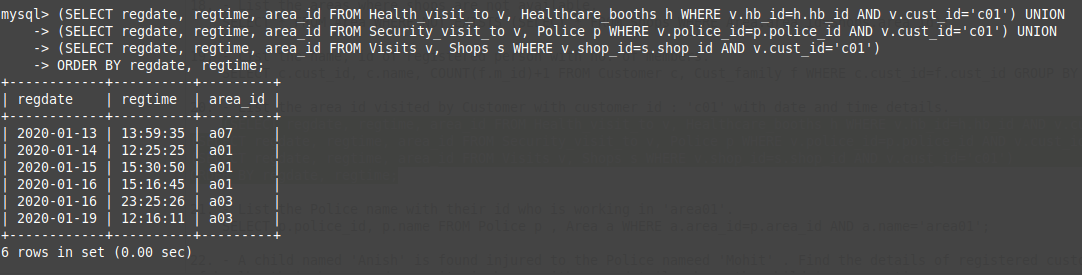 mysql> (SELECT regdate, regtime, area_id FROM Health_visit_to v, Healthcare_booths h WHERE v.hb_id=h.hb_id AND v.cust_id='c01') UNION
    -> (SELECT regdate, regtime, area_id FROM Security_visit_to v, Police p WHERE v.police_id=p.police_id AND v.cust_id='c01') UNION
    -> (SELECT regdate, regtime, area_id FROM Visits v, Shops s WHERE v.shop_id=s.shop_id AND v.cust_id='c01')
    -> ORDER BY regdate, regtime;
+------------+----------+---------+
| regdate    | regtime  | area_id |
+------------+----------+---------+
| 2020-01-13 | 13:59:35 | a07     |
| 2020-01-14 | 12:25:25 | a01     |
| 2020-01-15 | 15:30:50 | a01     |
| 2020-01-16 | 15:16:45 | a01     |
| 2020-01-16 | 23:25:26 | a03     |
| 2020-01-19 | 12:16:11 | a03     |
+------------+----------+---------+
6 rows in set (0.00 sec)